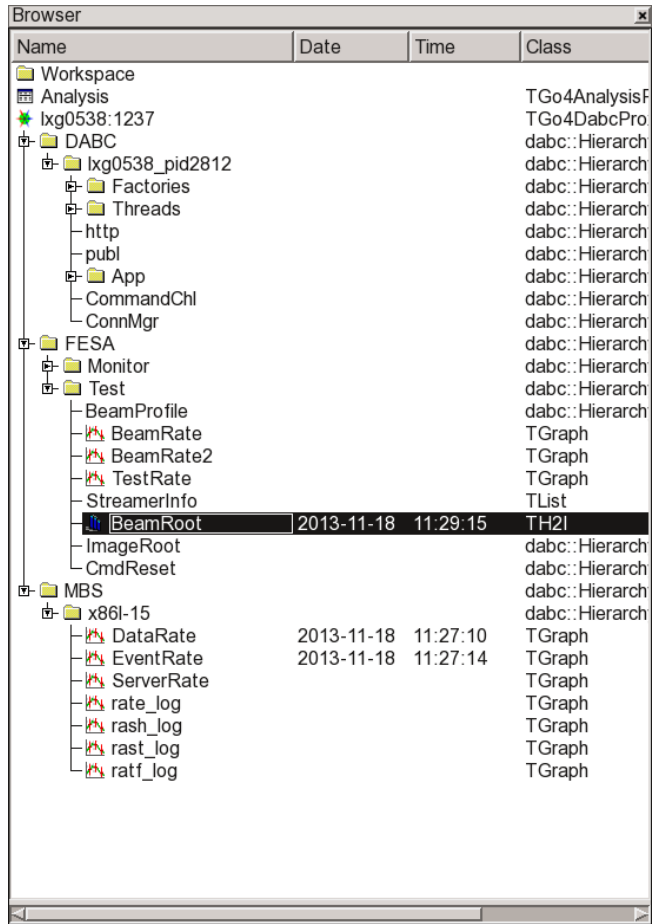 Browser
Name Date Time Class
Workspace
Analysis TGo4AnalysisP
lxg0538:1237 TGo4DabcPro
DABC dabc::Hierarch
lxg0538_pid2812 dabc::Hierarch
Factories dabc::Hierarch
Threads dabc::Hierarch
http dabc::Hierarch
publ dabc::Hierarch
App dabc::Hierarch
CommandChl dabc::Hierarch
ConnMgr dabc::Hierarch
FESA dabc::Hierarch
Monitor dabc::Hierarch
Test dabc::Hierarch
BeamProfile dabc::Hierarch
BeamRate TGraph
BeamRate2 TGraph
TestRate TGraph
StreamerInfo TList
BeamRoot 2013-11-18 11:29:15 TH2I
ImageRoot dabc::Hierarch
CmdReset dabc::Hierarch
MBS dabc::Hierarch
x86l-15 dabc::Hierarch
DataRate 2013-11-18 11:27:10 TGraph
EventRate 2013-11-18 11:27:14 TGraph
ServerRate TGraph
rate_log TGraph
rash_log TGraph
rast_log TGraph
ratf_log TGraph